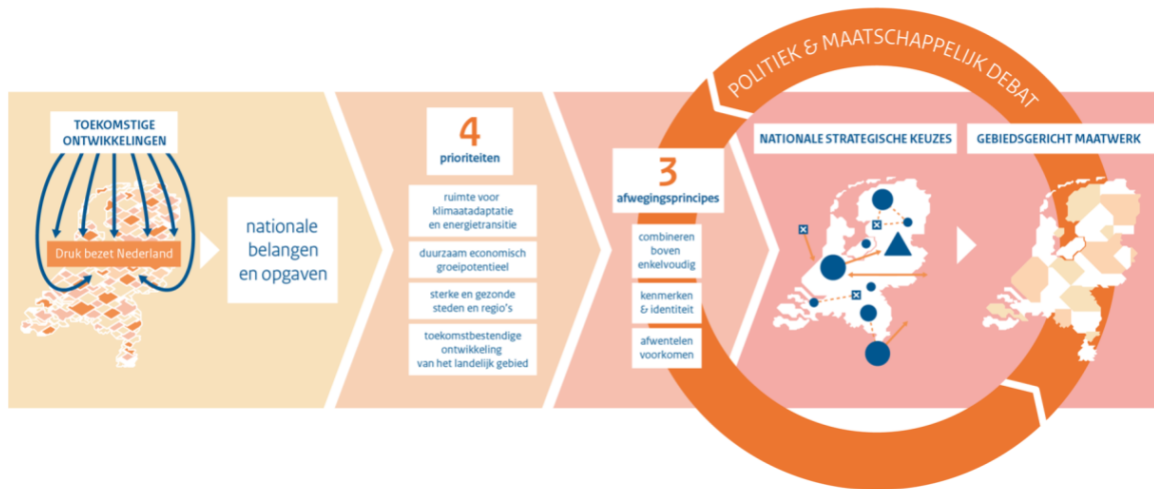 TOEKOMSTIGE
ONTWIKKELINGEN
Druk bezet Nederland
nationale
belangen
en opgaven
4
prioriteiten
ruimte voor
klimaatadaptatie
en energietransitie
duurzaam economisch
groeipotentieel
sterke en gezonde
steden en regio's
toekomstbestendige
ontwikkeling
van het landelijk gebied
3
afwegingsprincipes
combineren
boven
enkelvoudig
kenmerken
& identiteit
afwentelen
voorkomen
POLITIEK & MAATSCHAPPELIJK DEBAT
NATIONALE STRATEGISCHE KEUZES
GEBIEDSGERICHT MAATWERK